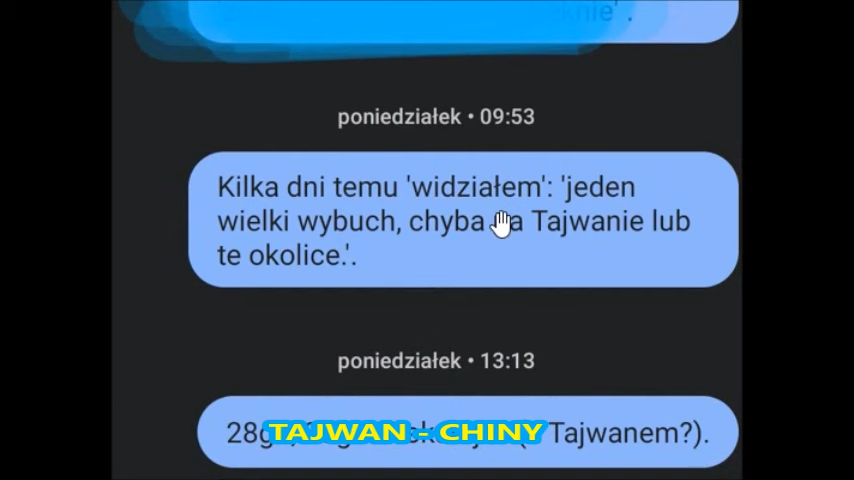 poniedziałek • 09:53
Kilka dni temu 'widziałem': 'jeden
wielki wybuch, chyba Tajwanie lub
te okolice.'.
poniedziałek • 13:13
TAJWAN - CHINY
Tajwanem?).